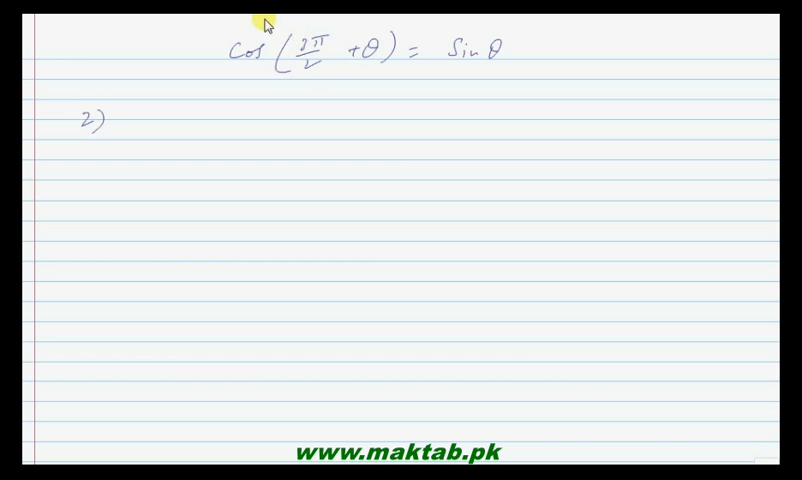 Cos (3π/2 + θ) = Sin θ
2)
www.maktab.pk